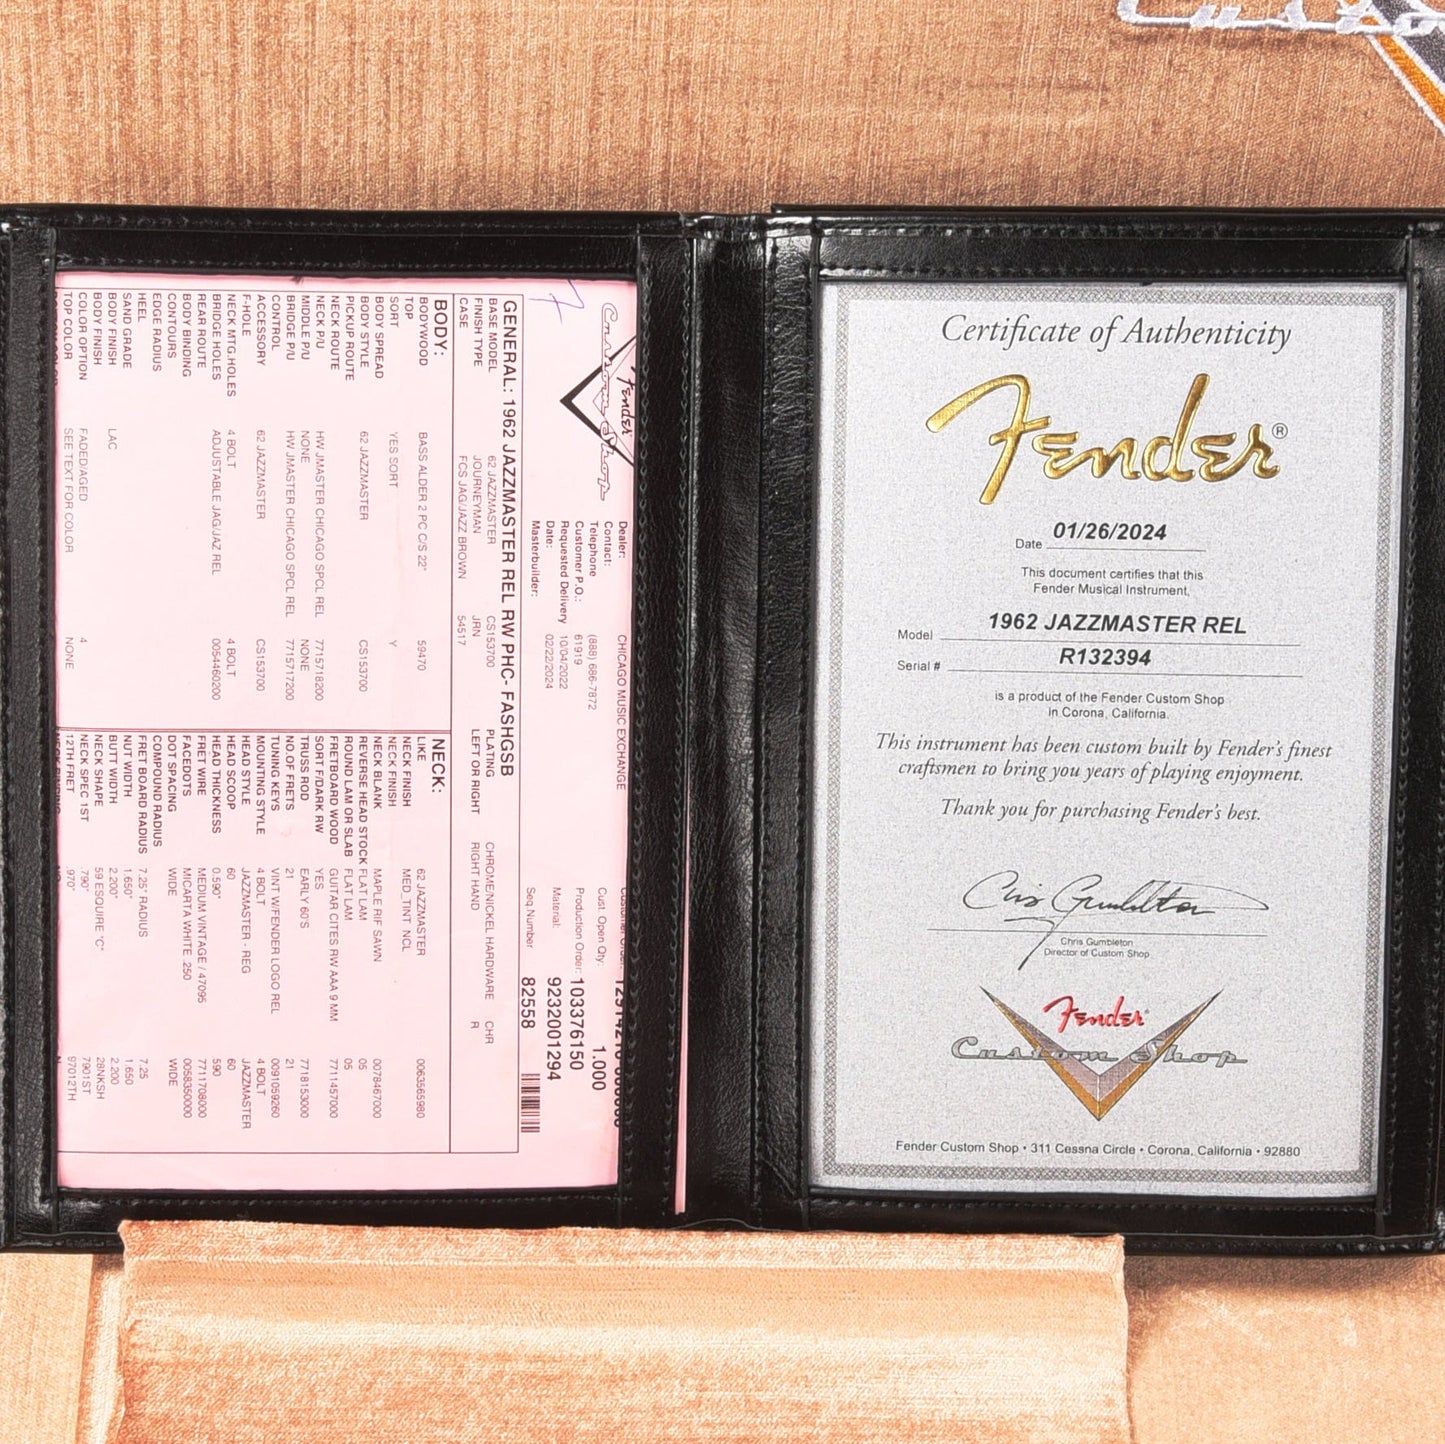 Custom
Fender
Custom Shop
Dealer: CHICAGO MUSIC EXCHANGE
Contact:
Telephone (888) 686-7872
Customer P.O.: 61919
Requested Delivery 10/04/2022
Date: 02/22/2024
Masterbuilder:
Cust. Open Qty: 1.000
Production Order: 103376150
Material: 9232001294
Seq.Number 82558
GENERAL: 1962 JAZZMASTER REL RW PHC- FASHGSB
BASE MODEL 62 JAZZMASTER CS153700 PLATING CHROME/NICKEL HARDWARE CHR
FINISH TYPE JOURNEYMAN JRN LEFT OR RIGHT RIGHT HAND R
CASE FCS JAG/JAZZ BROWN 54517
BODY:
BODYWOOD BASS ALDER 2 PC C/S 22" 59470
TOP
SORT YES SORT Y
BODY SPREAD
BODY STYLE 62 JAZZMASTER CS153700
PICKUP ROUTE
NECK ROUTE
NECK P/U HW JMASTER CHICAGO SPCL REL 7715718200
MIDDLE P/U NONE NONE
BRIDGE P/U HW JMASTER CHICAGO SPCL REL 7715717200
CONTROL
ACCESSORY 62 JAZZMASTER CS153700
F-HOLE
NECK MTG.HOLES 4 BOLT 4 BOLT
BRIDGE HOLES ADJUSTABLE JAG/JAZ REL 0054460200
REAR ROUTE
BODY BINDING
CONTOURS
EDGE RADIUS
HEEL
SAND GRADE
BODY FINISH LAC
BODY FINISH
COLOR OPTION FADED/AGED 4
TOP COLOR SEE TEXT FOR COLOR NONE
NECK:
LIKE 62 JAZZMASTER 0063565980
NECK FINISH MED_TINT_NCL
NECK FINISH
NECK BLANK MAPLE RIF SAWN 0078467000
REVERSE HEAD STOCK FLAT LAM 05
ROUND LAM OR SLAB FLAT LAM 05
FRETBOARD WOOD GUITAR CITES RW AAA 9 MM 7711457000
SORT F/DARK RW YES
TRUSS ROD EARLY 60'S 7718153000
NO.OF FRETS 21 21
TUNING KEYS VINT W/FENDER LOGO REL 0091059260
MOUNTING STYLE 4 BOLT 4 BOLT
HEAD STYLE JAZZMASTER - REG JAZZMASTER
HEAD SCOOP 60 60
HEAD THICKNESS 0.590" 590
FRET WIRE MEDIUM VINTAGE / 47095 7711708000
FACEDOTS MICARTA WHITE .250 0058350000
DOT SPACING WIDE WIDE
COMPOUND RADIUS
FRET BOARD RADIUS 7.25" RADIUS 7.25
NUT WIDTH 1.650" 1.650
BUTT WIDTH 2.200" 2.200
NECK SHAPE 59 ESQUIRE "C" 28NKSH
NECK SPEC 1ST .790" 7901ST
12TH FRET .970" 97012TH
Certificate of Authenticity
Fender®
Date 01/26/2024
This document certifies that this
Fender Musical Instrument,
Model 1962 JAZZMASTER REL
Serial # R132394
is a product of the Fender Custom Shop
in Corona, California.
This instrument has been custom built by Fender's finest
craftsmen to bring you years of playing enjoyment.
Thank you for purchasing Fender's best.
Chris Gumbleton
Chris Gumbleton
Director of Custom Shop
Fender
Custom Shop
Fender Custom Shop • 311 Cessna Circle • Corona, California • 92880